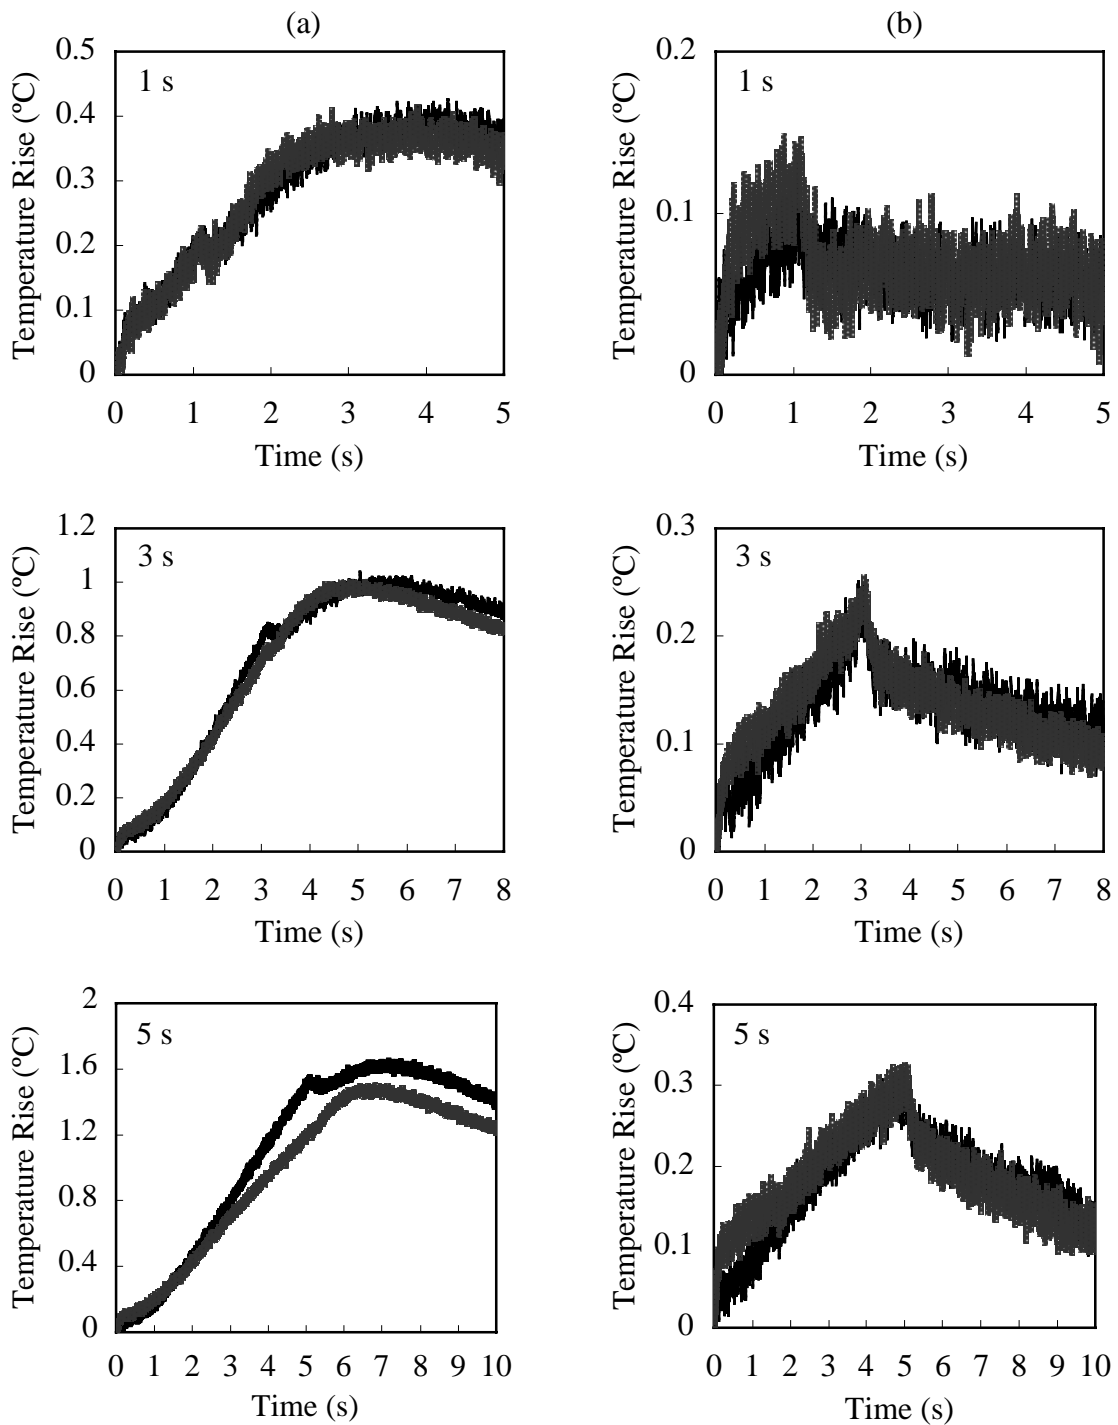 (a)
0.5
0.4
0.3
0.2
0.1
0
1 s
Temperature Rise (ºC)
0 1 2 3 4 5
Time (s)
(b)
0.2
0.1
0
1 s
Temperature Rise (ºC)
0 1 2 3 4 5
Time (s)
1.2
1
0.8
0.6
0.4
0.2
0
3 s
Temperature Rise (ºC)
0 1 2 3 4 5 6 7 8
Time (s)
0.3
0.2
0.1
0
3 s
Temperature Rise (ºC)
0 1 2 3 4 5 6 7 8
Time (s)
2
1.6
1.2
0.8
0.4
0
5 s
Temperature Rise (ºC)
0 1 2 3 4 5 6 7 8 9 10
Time (s)
0.4
0.3
0.2
0.1
0
5 s
Temperature Rise (ºC)
0 1 2 3 4 5 6 7 8 9 10
Time (s)